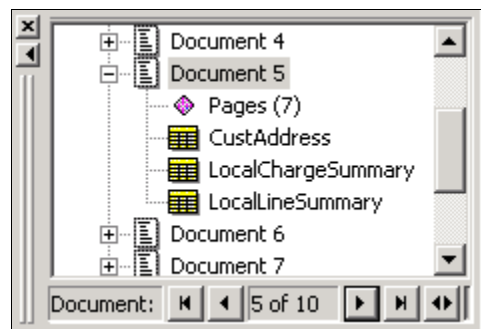 Document 4
Document 5
Pages (7)
CustAddress
LocalChargeSummary
LocalLineSummary
Document 6
Document 7
Document: 5 of 10